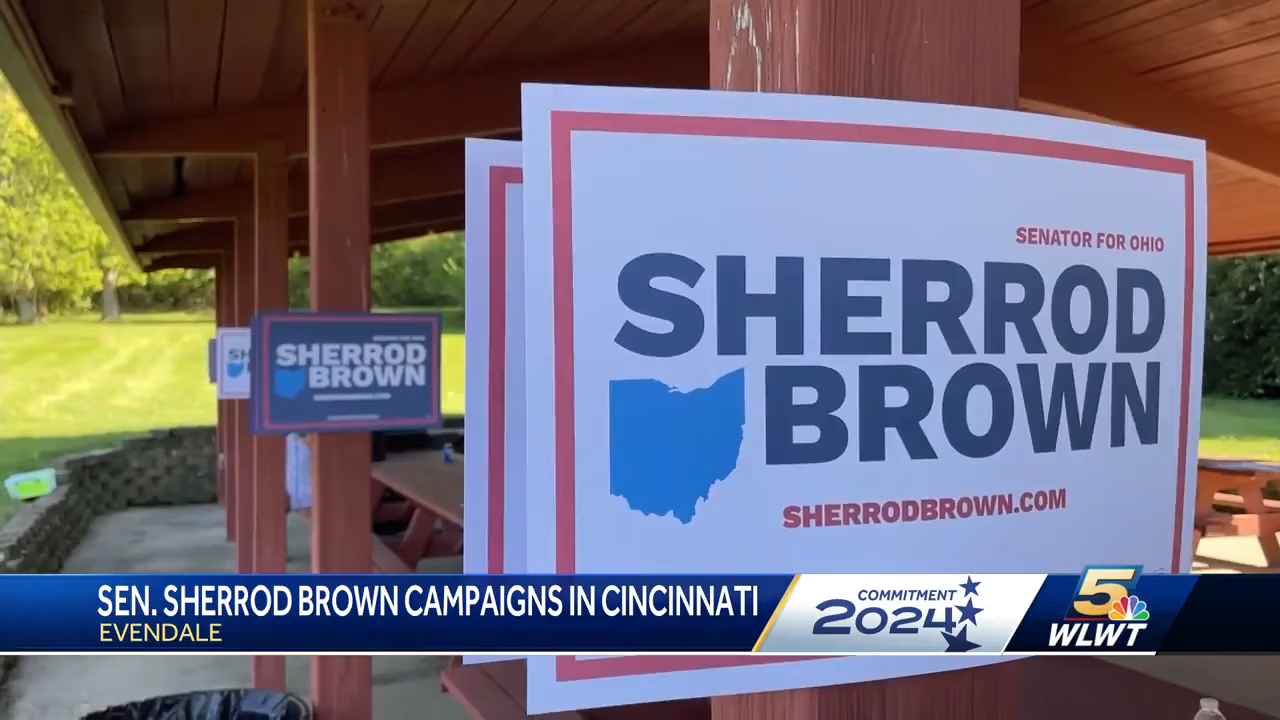 SENATOR FOR OHIO
SHERROD
BROWN
SHERRODBROWN.COM
SHERROD
BROWN
SH
SEN. SHERROD BROWN CAMPAIGNS IN CINCINNATI
EVENDALE
COMMITMENT
2024
5
WLWT